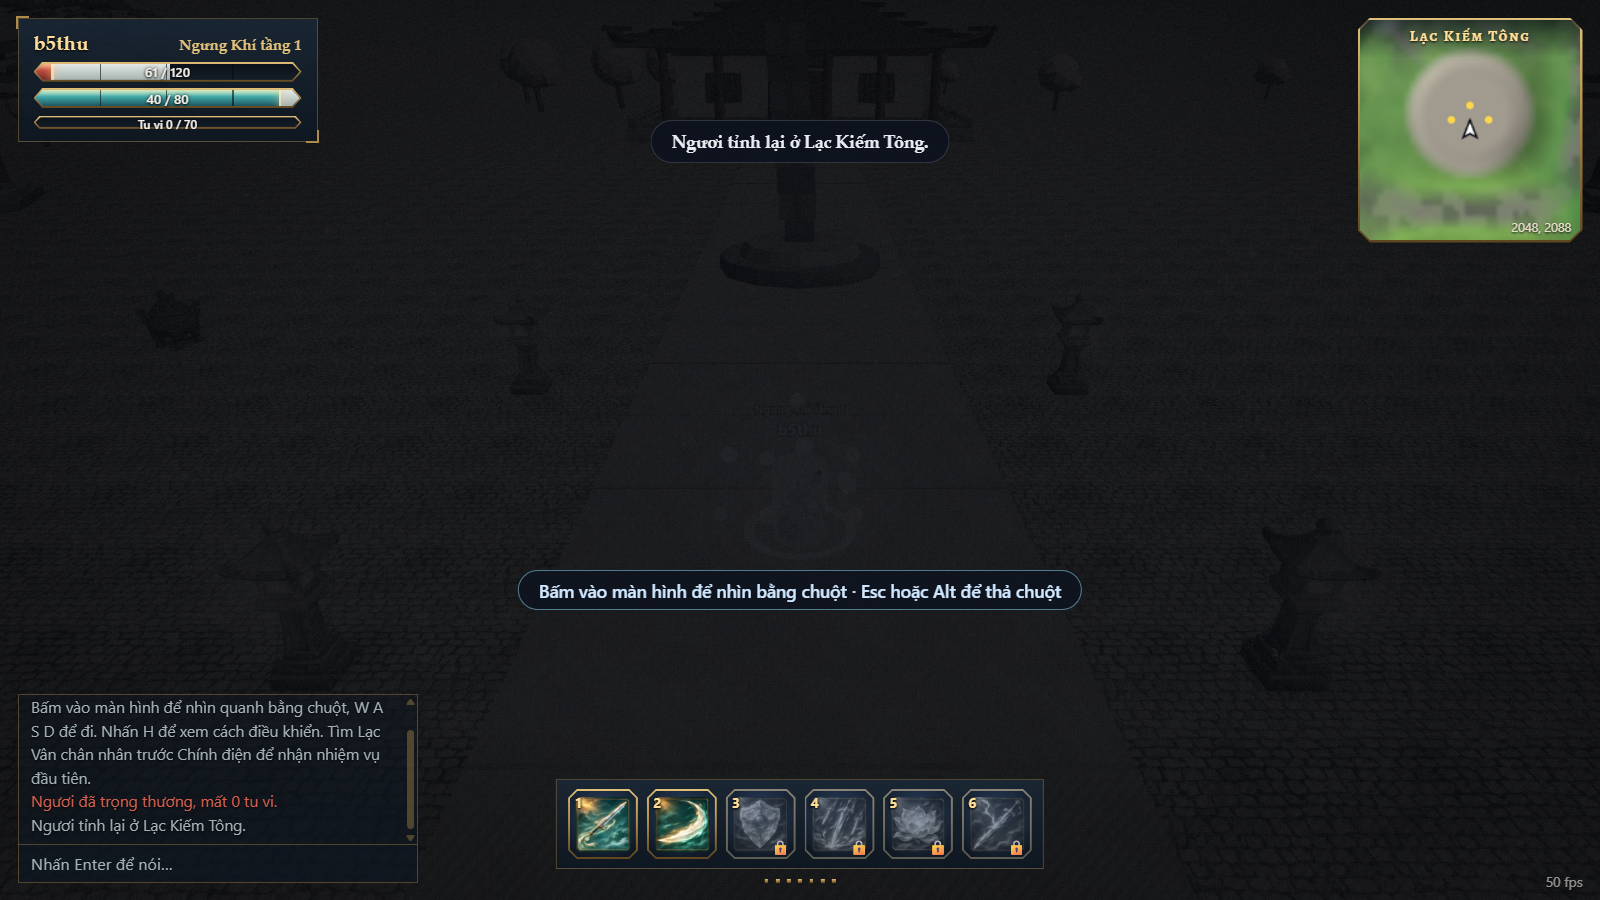 b5thu
Ngưng Khí tầng 1
61 / 120
40 / 80
Tu vi 0 / 70
Ngươi tỉnh lại ở Lạc Kiếm Tông.
Lạc Kiếm Tông
2048, 2088
b5thu
Bấm vào màn hình để nhìn bằng chuột · Esc hoặc Alt để thả chuột
Bấm vào màn hình để nhìn quanh bằng chuột, W A
S D để đi. Nhấn H để xem cách điều khiển. Tìm Lạc
Vân chân nhân trước Chính điện để nhận nhiệm vụ
đầu tiên.
Ngươi đã trọng thương, mất 0 tu vi.
Ngươi tỉnh lại ở Lạc Kiếm Tông.
Nhấn Enter để nói...
1
2
3
4
5
6
50 fps